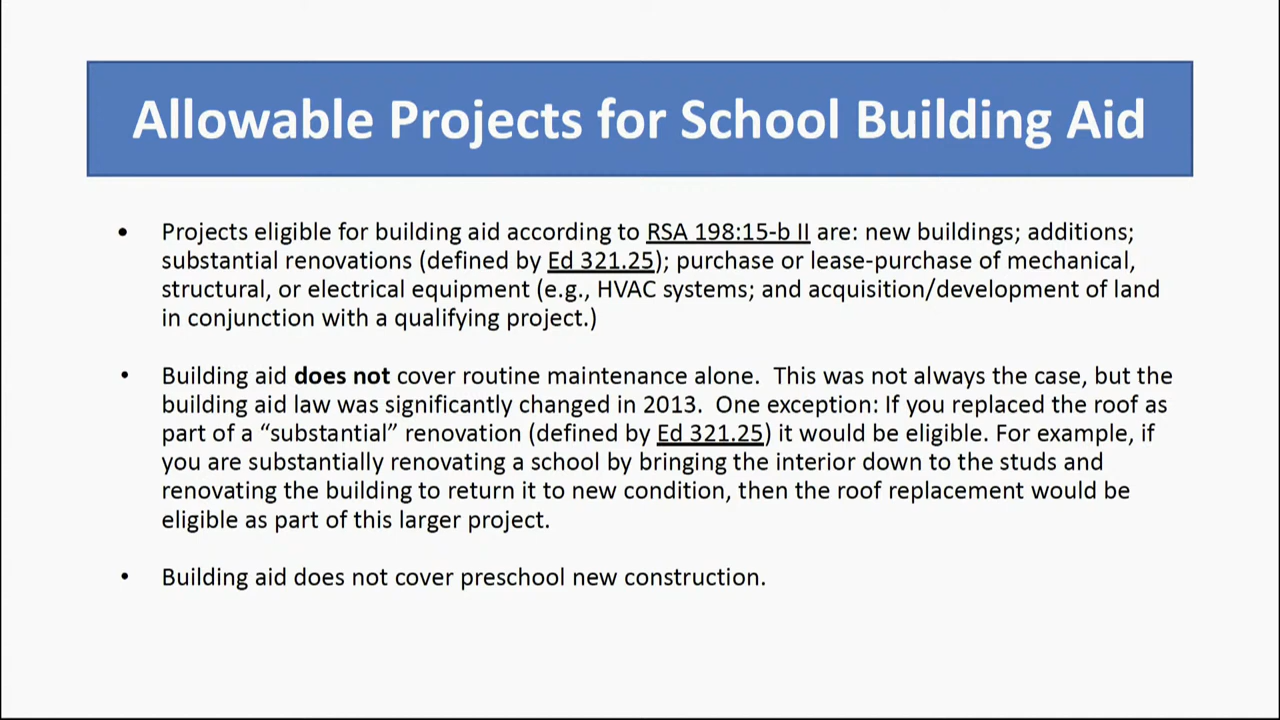 Allowable Projects for School Building Aid
• Projects eligible for building aid according to RSA 198:15-b II are: new buildings; additions;
substantial renovations (defined by Ed 321.25); purchase or lease-purchase of mechanical,
structural, or electrical equipment (e.g., HVAC systems; and acquisition/development of land
in conjunction with a qualifying project.)
• Building aid does not cover routine maintenance alone.  This was not always the case, but the
building aid law was significantly changed in 2013.  One exception: If you replaced the roof as
part of a “substantial” renovation (defined by Ed 321.25) it would be eligible. For example, if
you are substantially renovating a school by bringing the interior down to the studs and
renovating the building to return it to new condition, then the roof replacement would be
eligible as part of this larger project.
• Building aid does not cover preschool new construction.